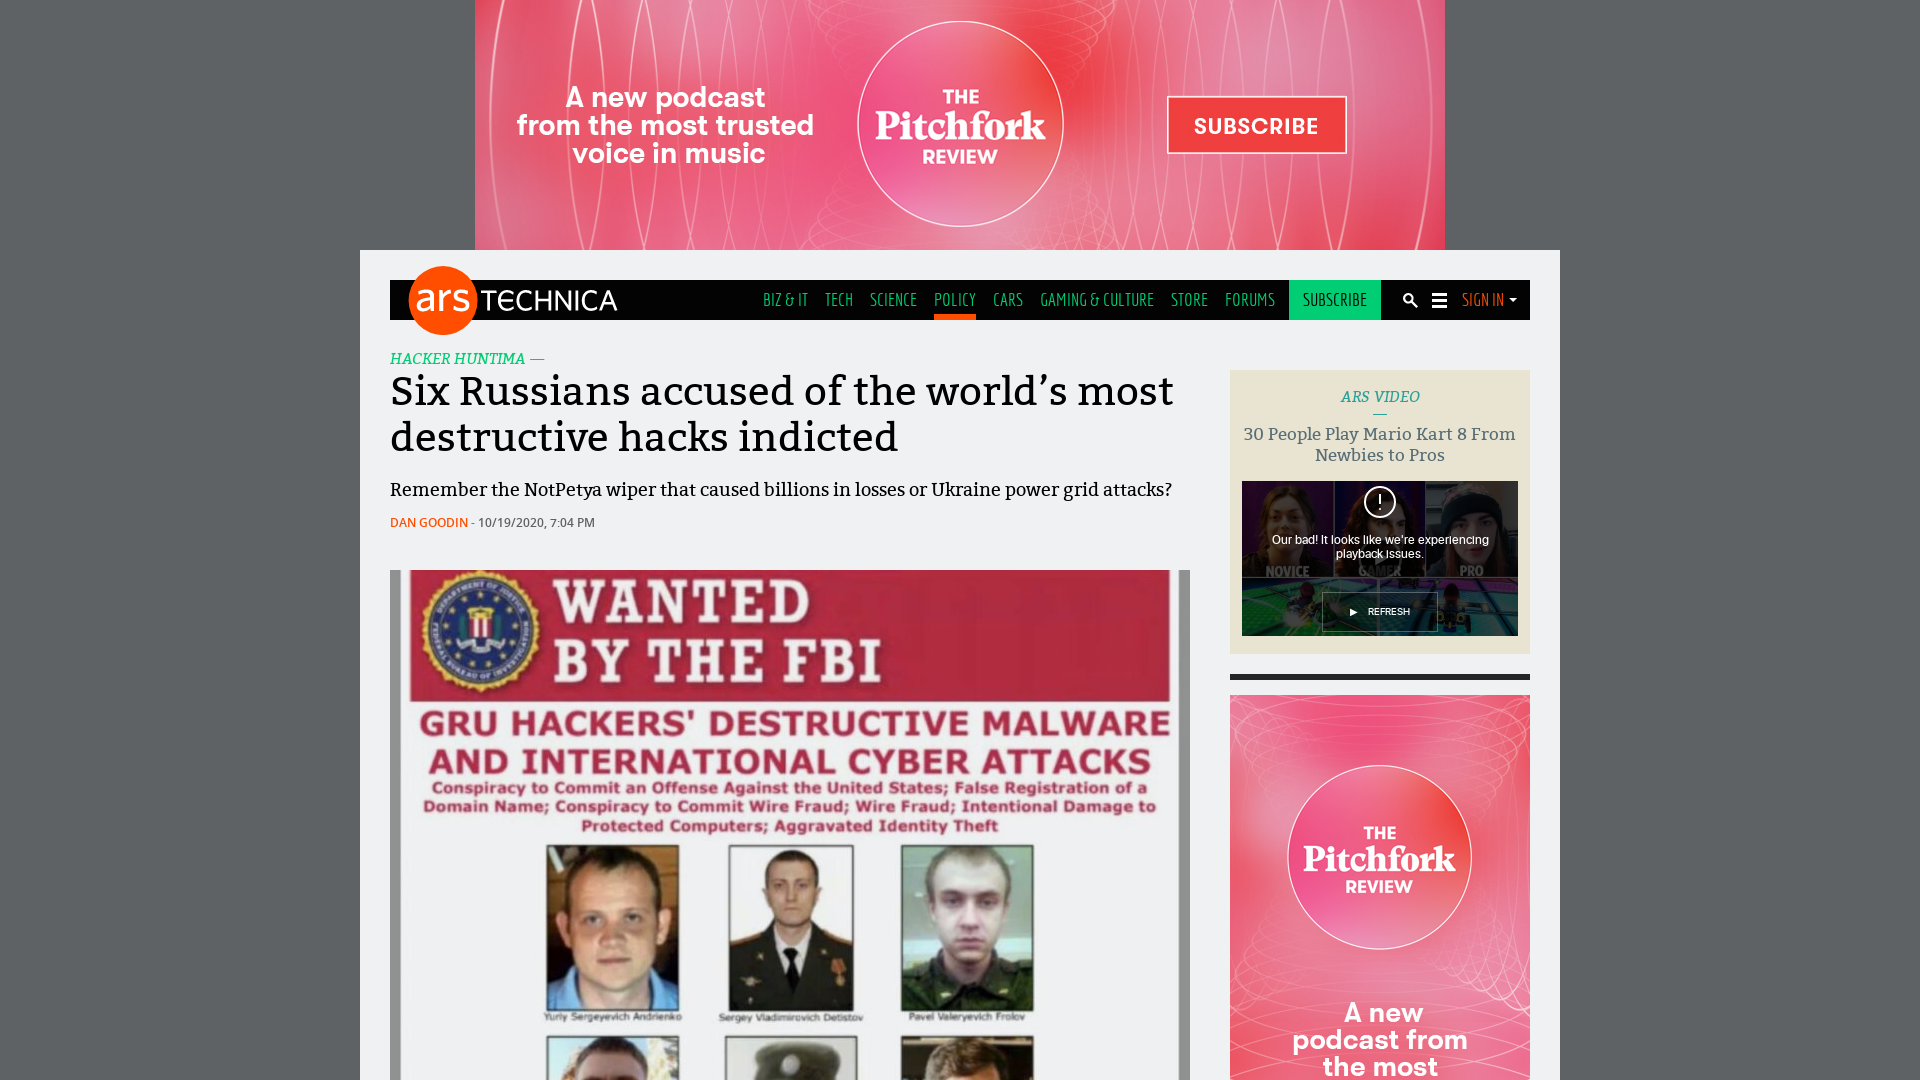 A new podcast
from the most trusted
voice in music
THE
Pitchfork
REVIEW
SUBSCRIBE
ars TECHNICA
BIZ & IT TECH SCIENCE POLICY CARS GAMING & CULTURE STORE FORUMS SUBSCRIBE SIGN IN
HACKER HUNTIMA —
Six Russians accused of the world’s most
destructive hacks indicted
Remember the NotPetya wiper that caused billions in losses or Ukraine power grid attacks?
DAN GOODIN - 10/19/2020, 7:04 PM
WANTED
BY THE FBI
GRU HACKERS' DESTRUCTIVE MALWARE
AND INTERNATIONAL CYBER ATTACKS
Conspiracy to Commit an Offense Against the United States; False Registration of a
Domain Name; Conspiracy to Commit Wire Fraud; Wire Fraud; Intentional Damage to
Protected Computers; Aggravated Identity Theft
Yuriy Sergeyevich Andrienko
Sergey Vladimirovich Detistov
Pavel Valeryevich Frolov
ARS VIDEO
—
30 People Play Mario Kart 8 From
Newbies to Pros
Our bad! It looks like we're experiencing
playback issues.
NOVICE GAMER PRO
REFRESH
THE
Pitchfork
REVIEW
A new
podcast from
the most